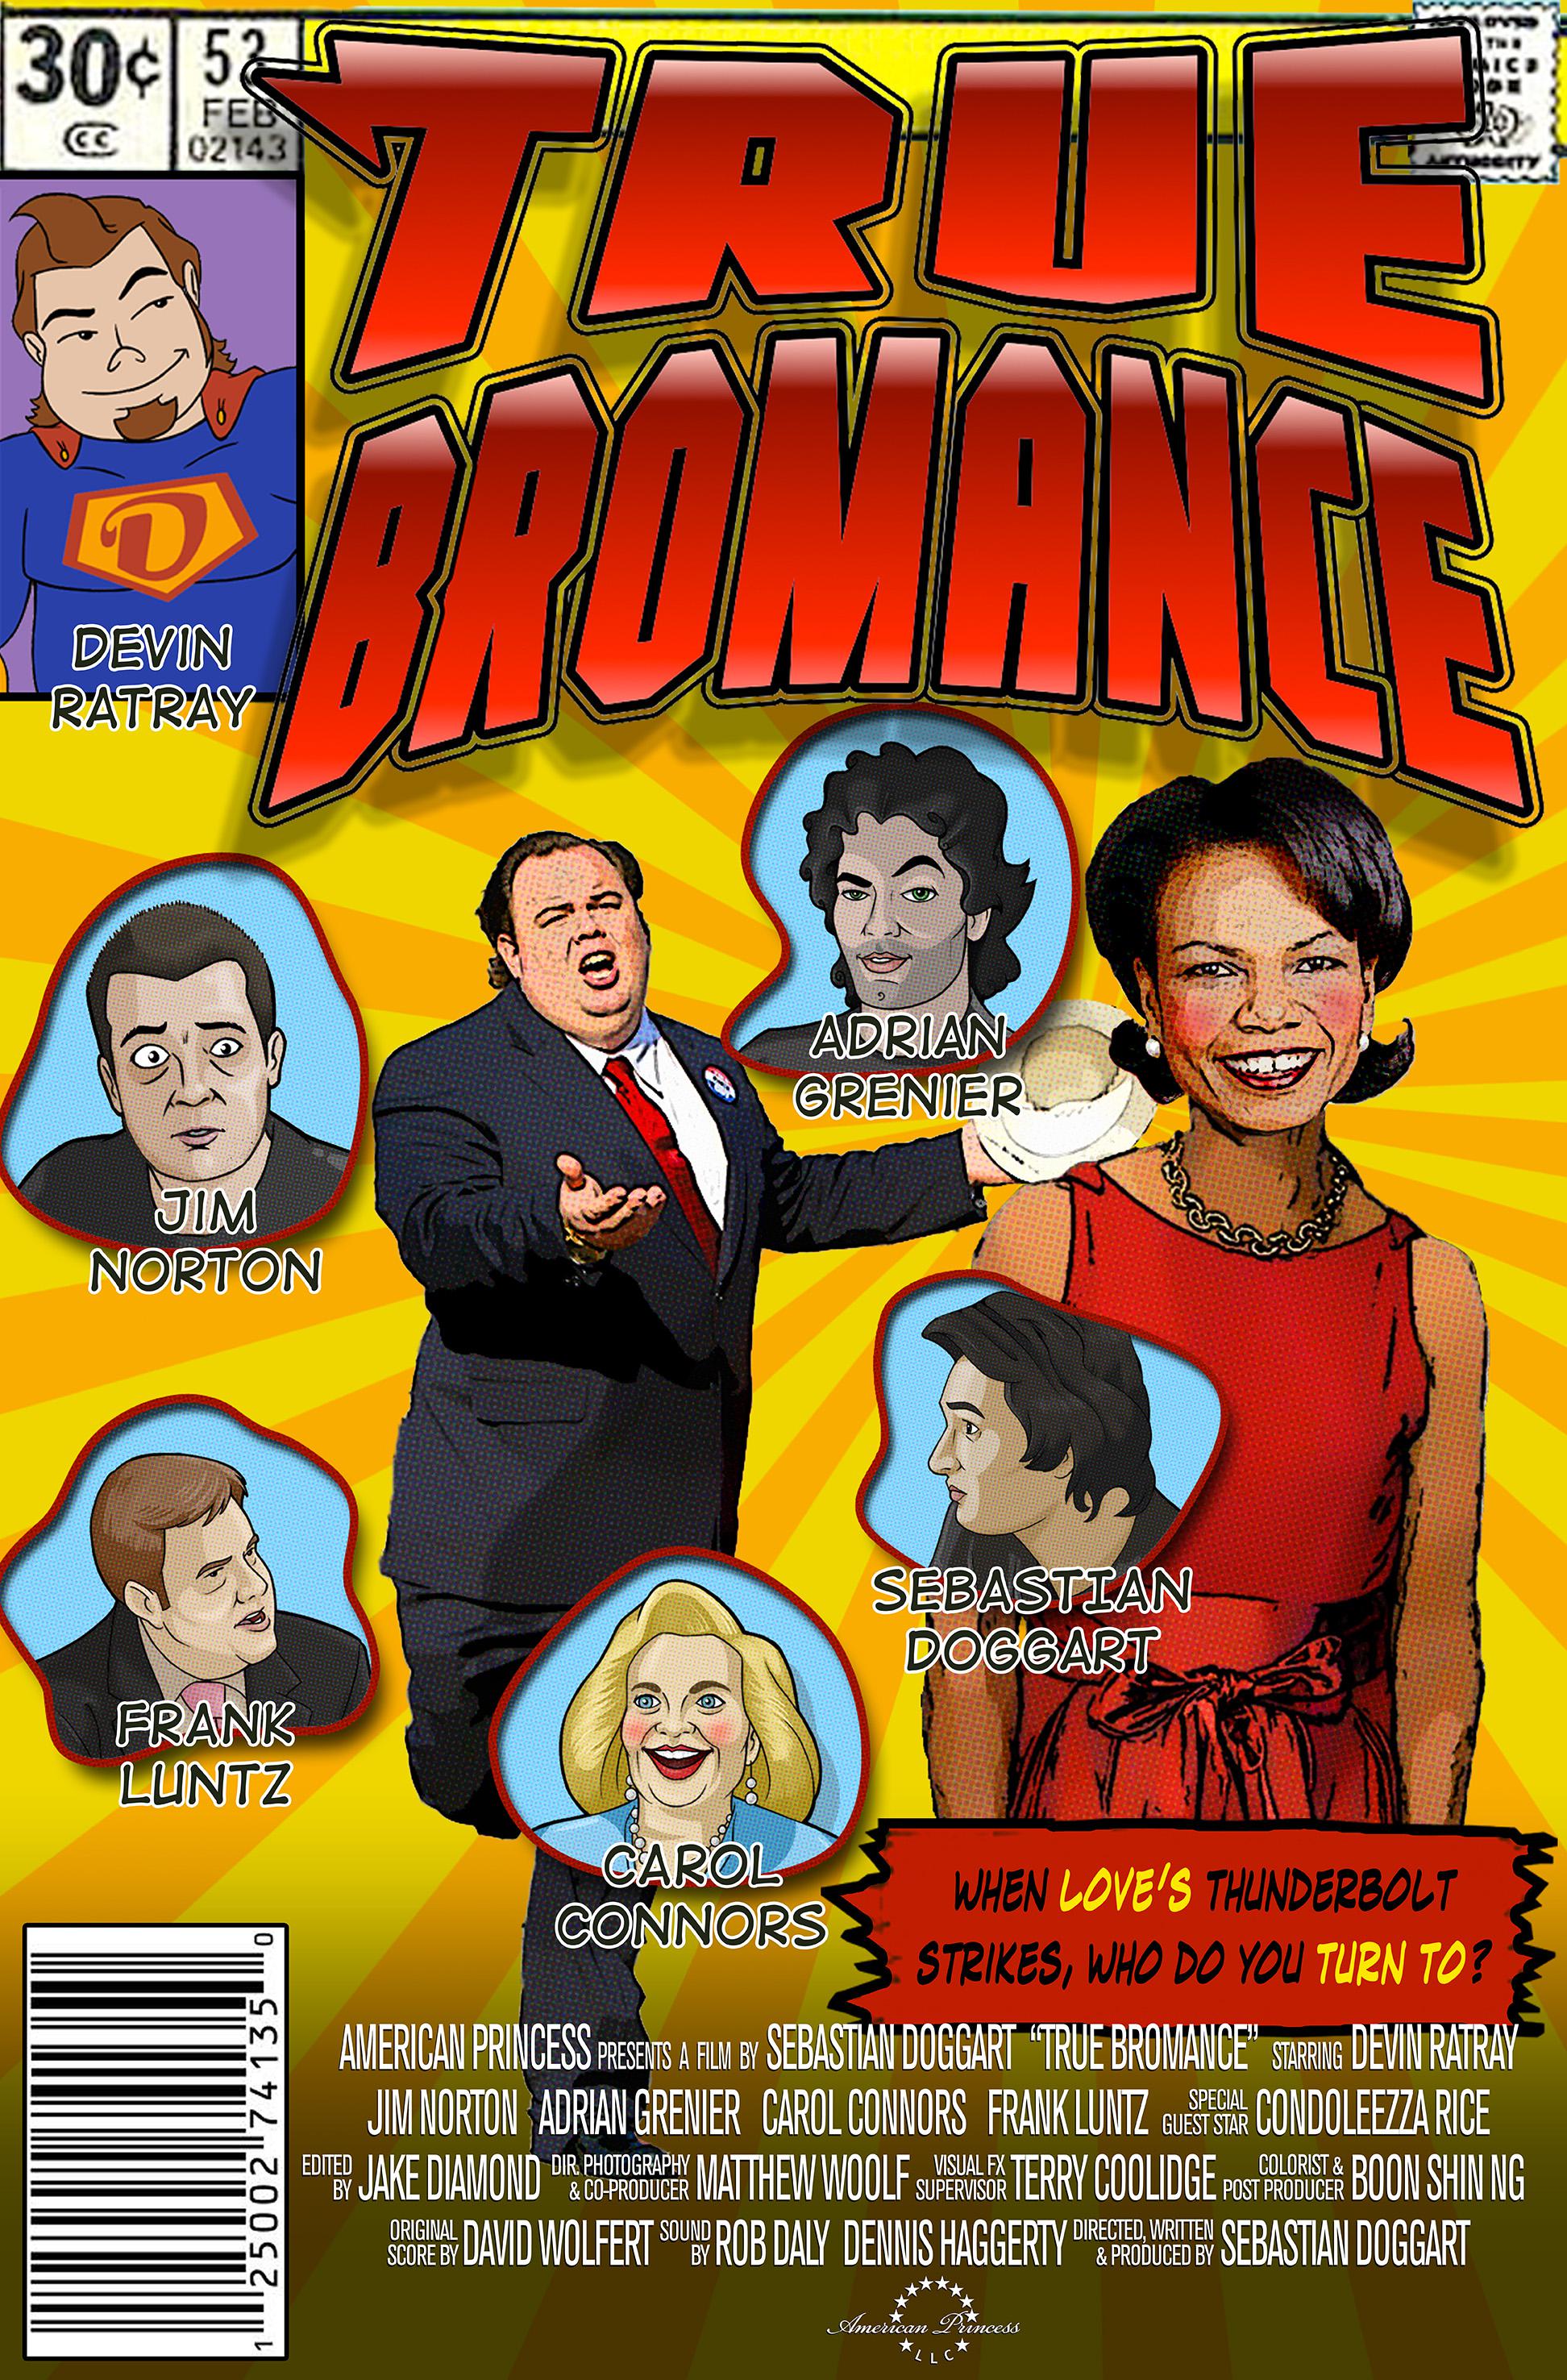 30¢
CC
52
FEB
02143
TRUE
BROMANCE
D
DEVIN
RATRAY
ADRIAN
GRENIER
JIM
NORTON
SEBASTIAN
DOGGART
FRANK
LUNTZ
CAROL
CONNORS
WHEN LOVE'S THUNDERBOLT
STRIKES, WHO DO YOU TURN TO?
AMERICAN PRINCESS PRESENTS A FILM BY SEBASTIAN DOGGART "TRUE BROMANCE" STARRING DEVIN RATRAY
JIM NORTON ADRIAN GRENIER CAROL CONNORS FRANK LUNTZ SPECIAL GUEST STAR CONDOLEEZZA RICE
EDITED BY JAKE DIAMOND DIR. PHOTOGRAPHY & CO-PRODUCER MATTHEW WOOLF VISUAL FX SUPERVISOR TERRY COOLIDGE COLORIST & POST PRODUCER BOON SHIN NG
ORIGINAL SCORE BY DAVID WOLFERT SOUND BY ROB DALY DENNIS HAGGERTY DIRECTED, WRITTEN & PRODUCED BY SEBASTIAN DOGGART
American Princess
LLC
1 25002 74135 0